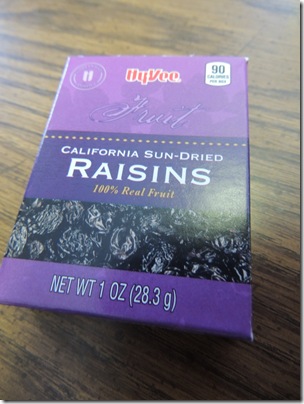 HyVee
90
CALORIES
PER BOX
Fruit
CALIFORNIA SUN-DRIED
RAISINS
100% Real Fruit
NET WT 1 OZ (28.3 g)